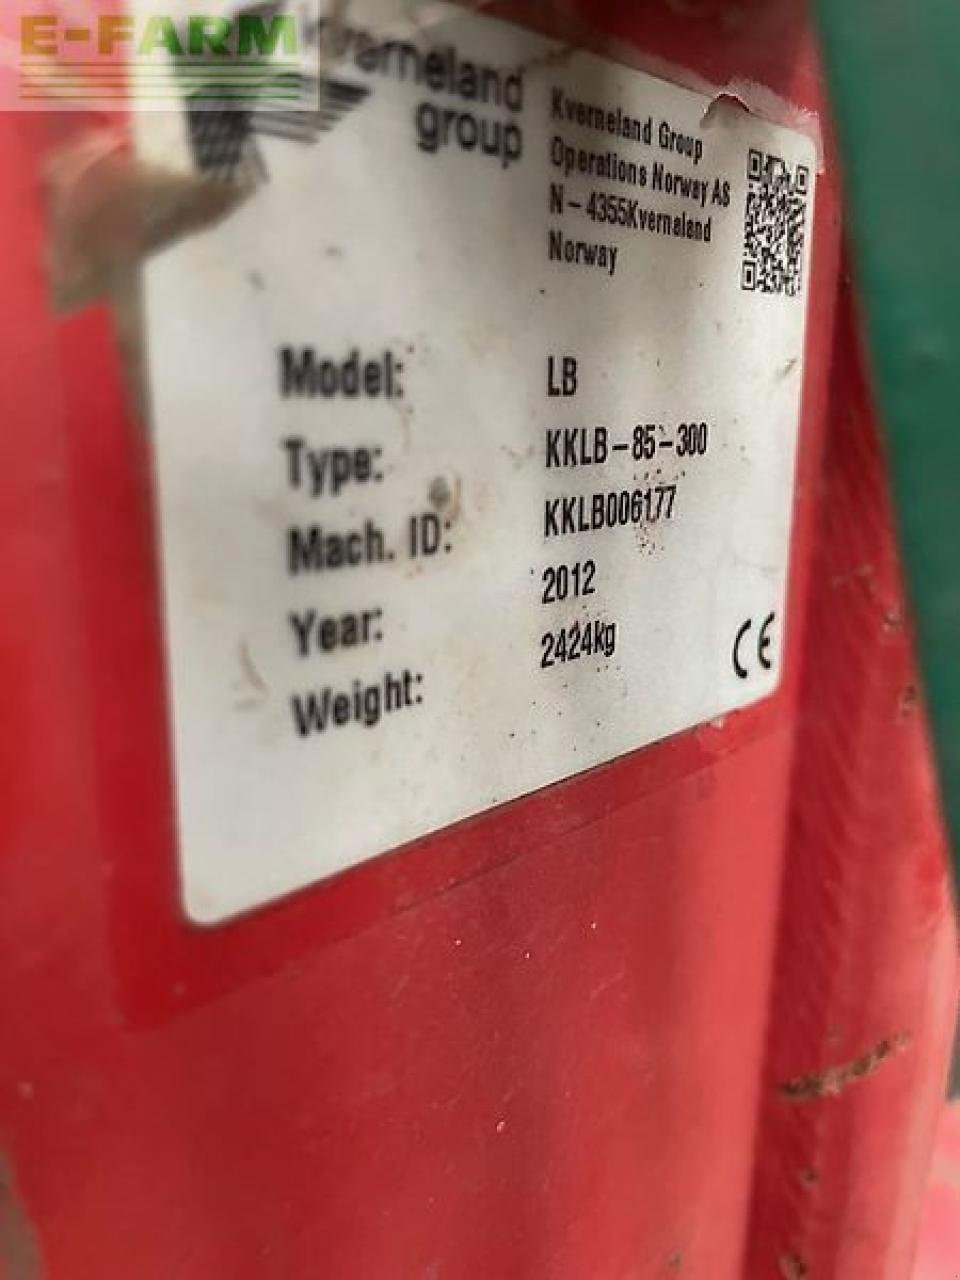 E-FARM
kverneland
group
Kverneland Group
Operations Norway AS
N-4355Kvernaland
Norway
Model: LB
Type: KKLB-85-300
Mach. ID: KKLB006177
Year: 2012
Weight: 2424kg
CE